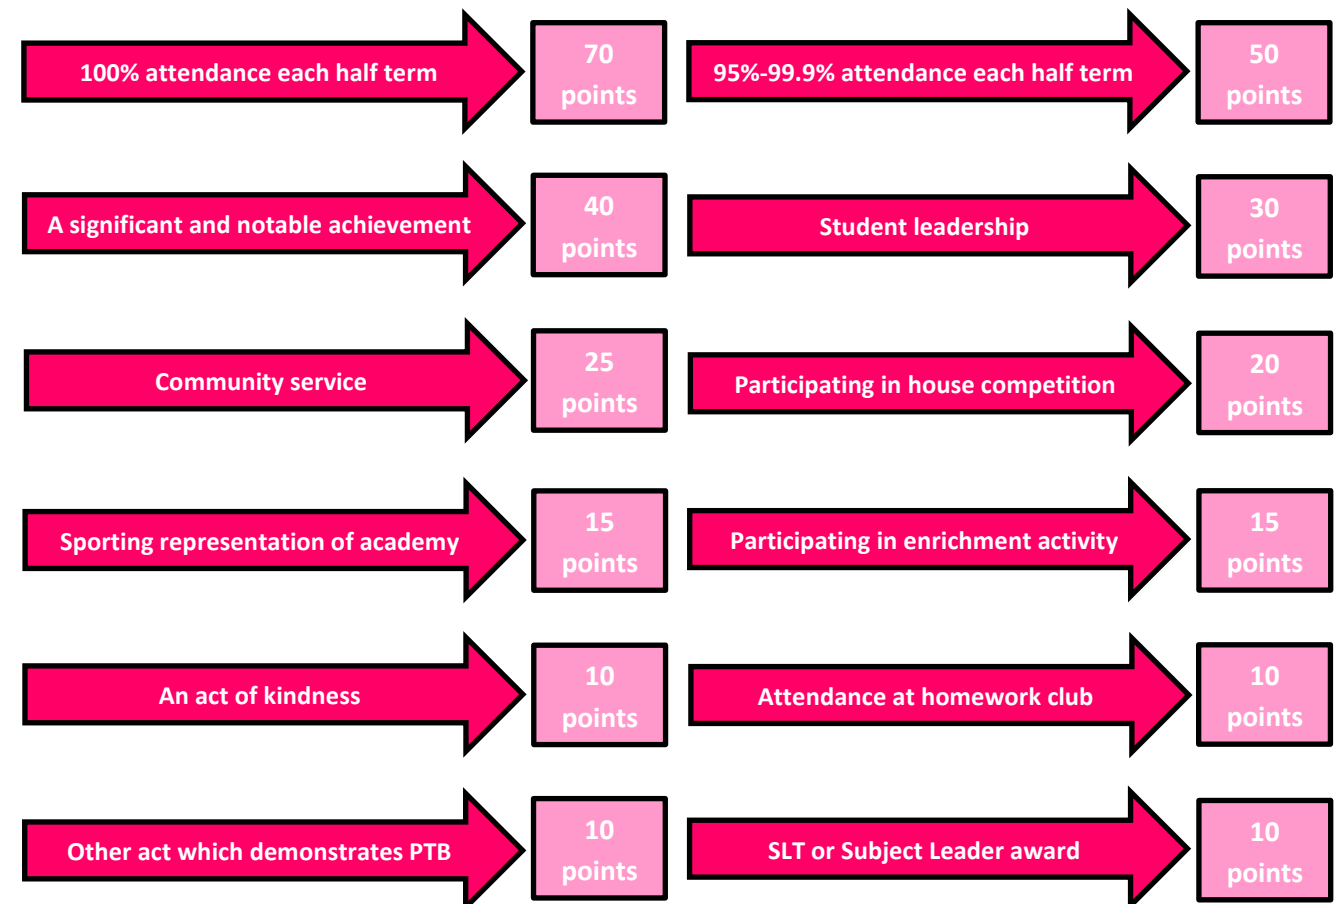 100% attendance each half term
70
points
95%-99.9% attendance each half term
50
points
A significant and notable achievement
40
points
Student leadership
30
points
Community service
25
points
Participating in house competition
20
points
Sporting representation of academy
15
points
Participating in enrichment activity
15
points
An act of kindness
10
points
Attendance at homework club
10
points
Other act which demonstrates PTB
10
points
SLT or Subject Leader award
10
points